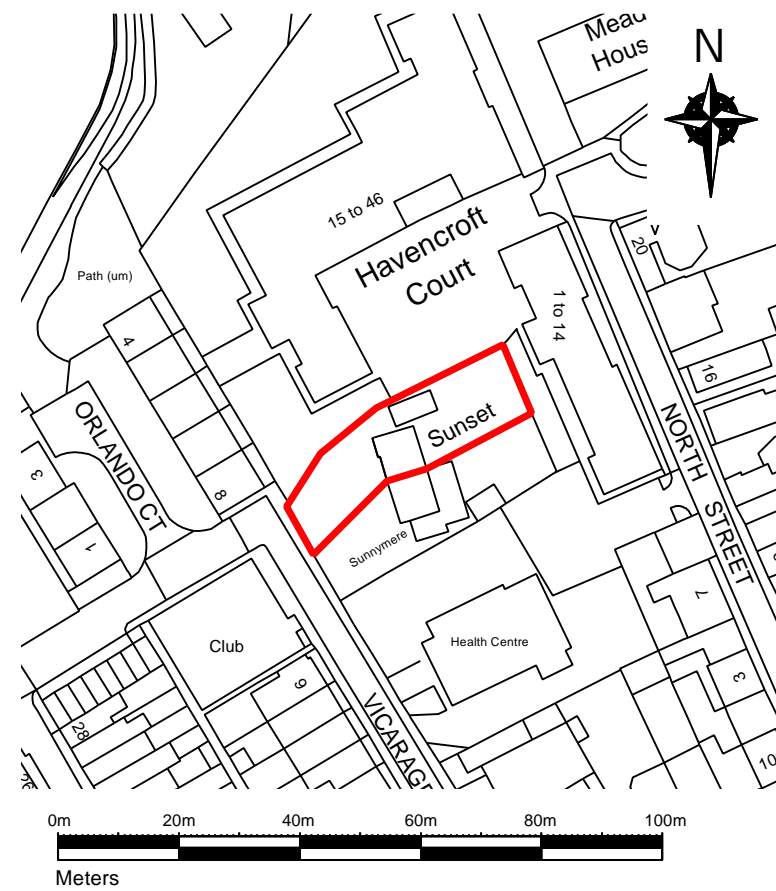 Mead
Hous
N
15 to 46
Havencroft
Court
20
Path (um)
1 to 14
4
16
ORLANDO CT
Sunset
NORTH STREET
3
8
1
Sunnymere
7
Club
Health Centre
9
3
28
VICARAGE
10
26
0m 20m 40m 60m 80m 100m
Meters